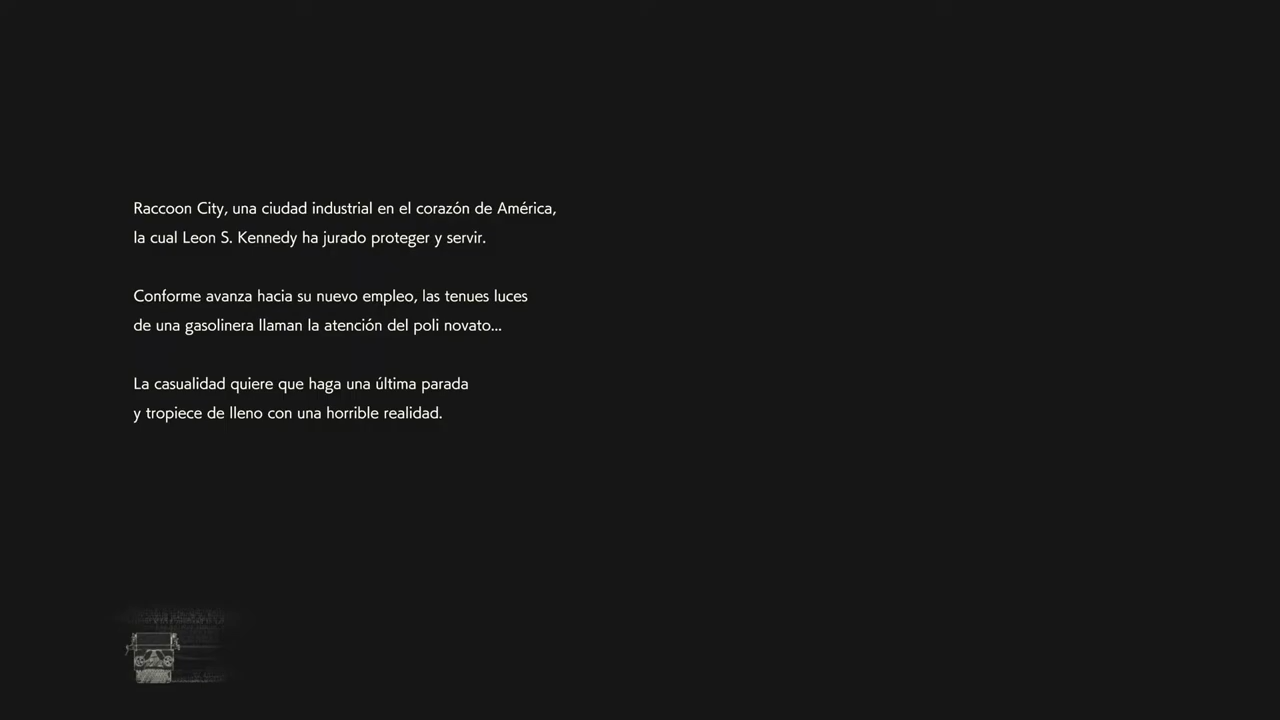 Raccoon City, una ciudad industrial en el corazón de América,
la cual Leon S. Kennedy ha jurado proteger y servir.
Conforme avanza hacia su nuevo empleo, las tenues luces
de una gasolinera llaman la atención del poli novato...
La casualidad quiere que haga una última parada
y tropiece de lleno con una horrible realidad.